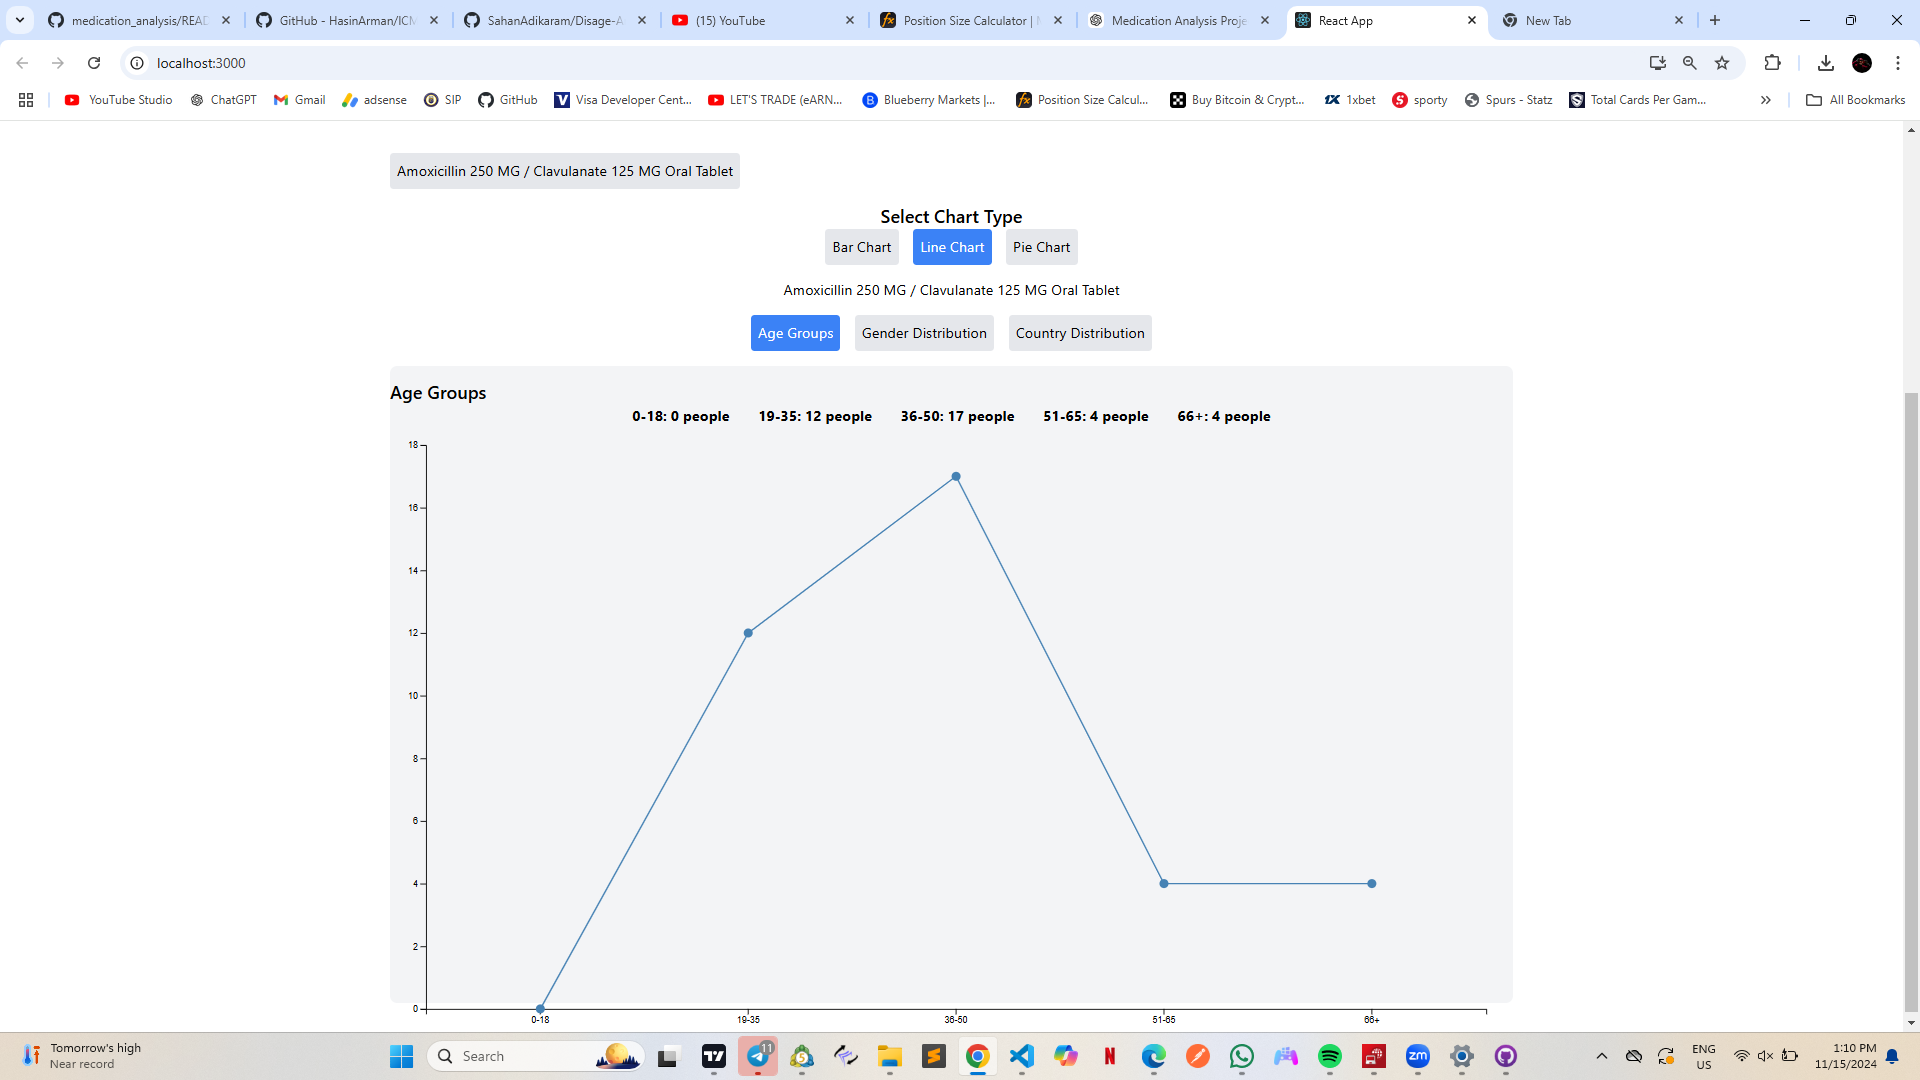 medication_analysis/READ
GitHub - HasinArman/ICM
SahanAdikaram/Disage-A
(15) YouTube
Position Size Calculator | M
Medication Analysis Proje
React App
New Tab
localhost:3000
YouTube Studio
ChatGPT
Gmail
adsense
SIP
GitHub
Visa Developer Cent...
LET'S TRADE (eARN...
Blueberry Markets |...
Position Size Calcul...
Buy Bitcoin & Crypt...
1xbet
sporty
Spurs - Statz
Total Cards Per Gam...
All Bookmarks
Amoxicillin 250 MG / Clavulanate 125 MG Oral Tablet
Select Chart Type
Bar Chart Line Chart Pie Chart
Amoxicillin 250 MG / Clavulanate 125 MG Oral Tablet
Age Groups Gender Distribution Country Distribution
Age Groups
0-18: 0 people 19-35: 12 people 36-50: 17 people 51-65: 4 people 66+: 4 people
18
16
14
12
10
8
6
4
2
0
0-18 19-35 36-50 51-65 66+
Tomorrow's high
Near record
Search
11
ENG
US
1:10 PM
11/15/2024